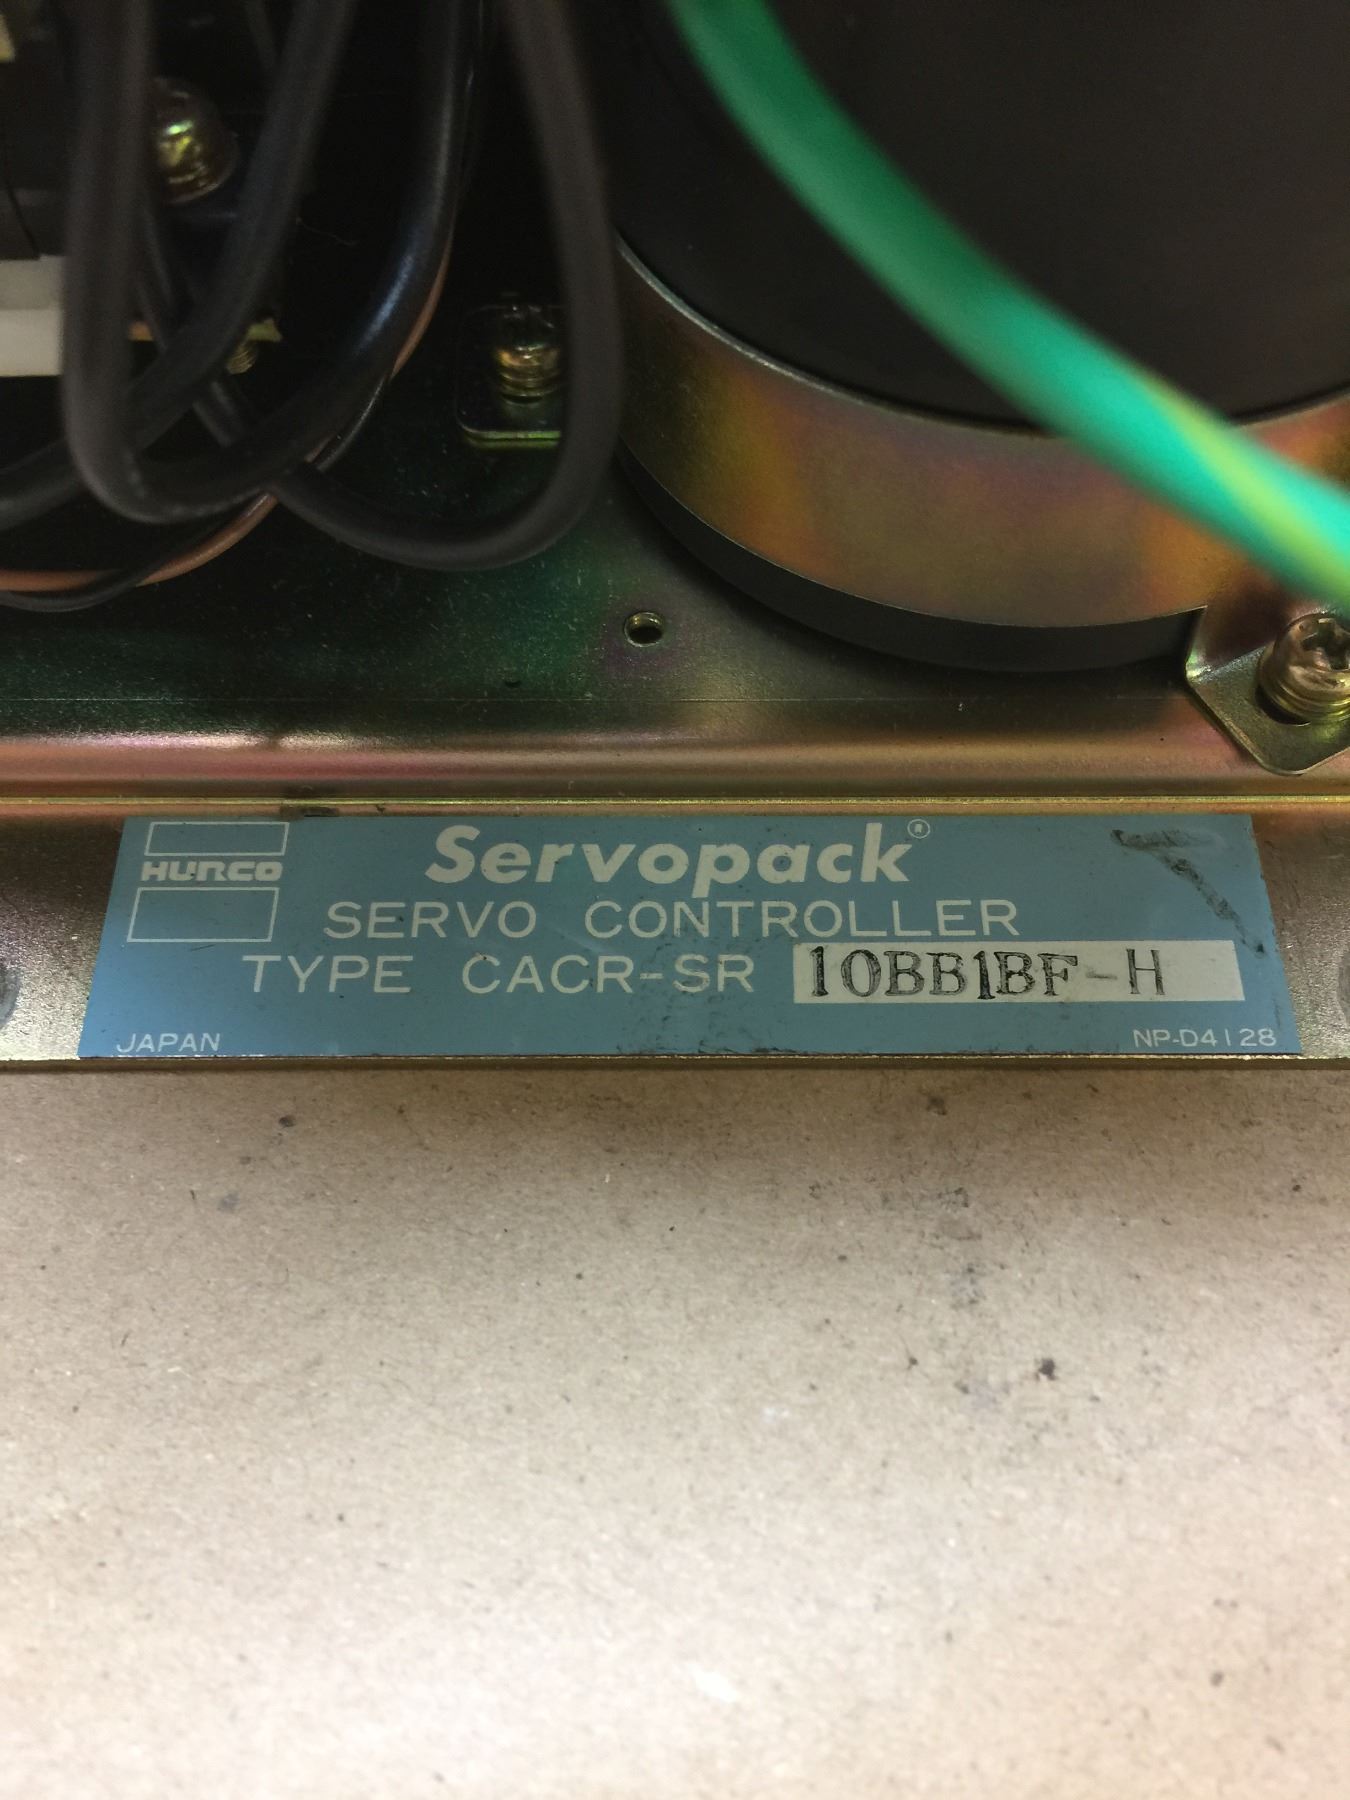 HURCO
Servopack®
SERVO CONTROLLER
TYPE CACR-SR 10BB1BF-H
JAPAN
NP-D4128